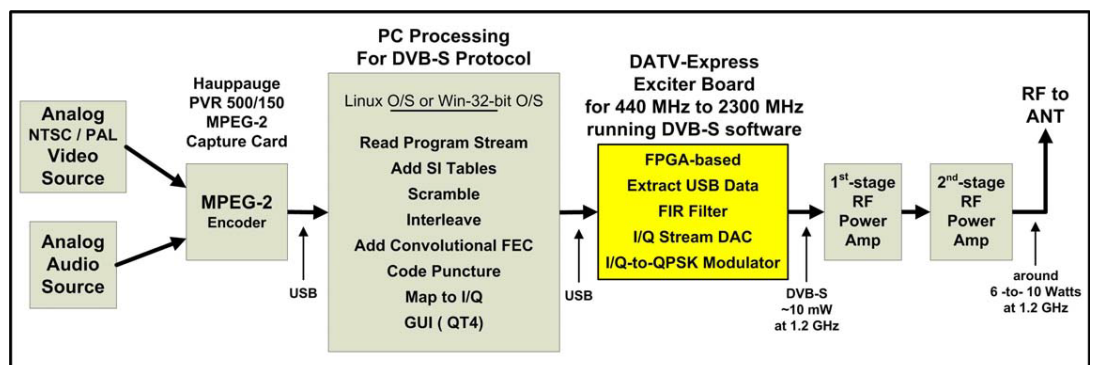 PC Processing
For DVB-S Protocol
Hauppauge
PVR 500/150
MPEG-2
Capture Card
DATV-Express
Exciter Board
for 440 MHz to 2300 MHz
running DVB-S software
RF to
ANT
Analog
NTSC / PAL
Video
Source
Analog
Audio
Source
MPEG-2
Encoder
USB
Linux O/S or Win-32-bit O/S
Read Program Stream
Add SI Tables
Scramble
Interleave
Add Convolutional FEC
Code Puncture
Map to I/Q
GUI ( QT4)
USB
FPGA-based
Extract USB Data
FIR Filter
I/Q Stream DAC
I/Q-to-QPSK Modulator
DVB-S
~10 mW
at 1.2 GHz
1st-stage
RF
Power
Amp
2nd-stage
RF
Power
Amp
around
6 -to- 10 Watts
at 1.2 GHz